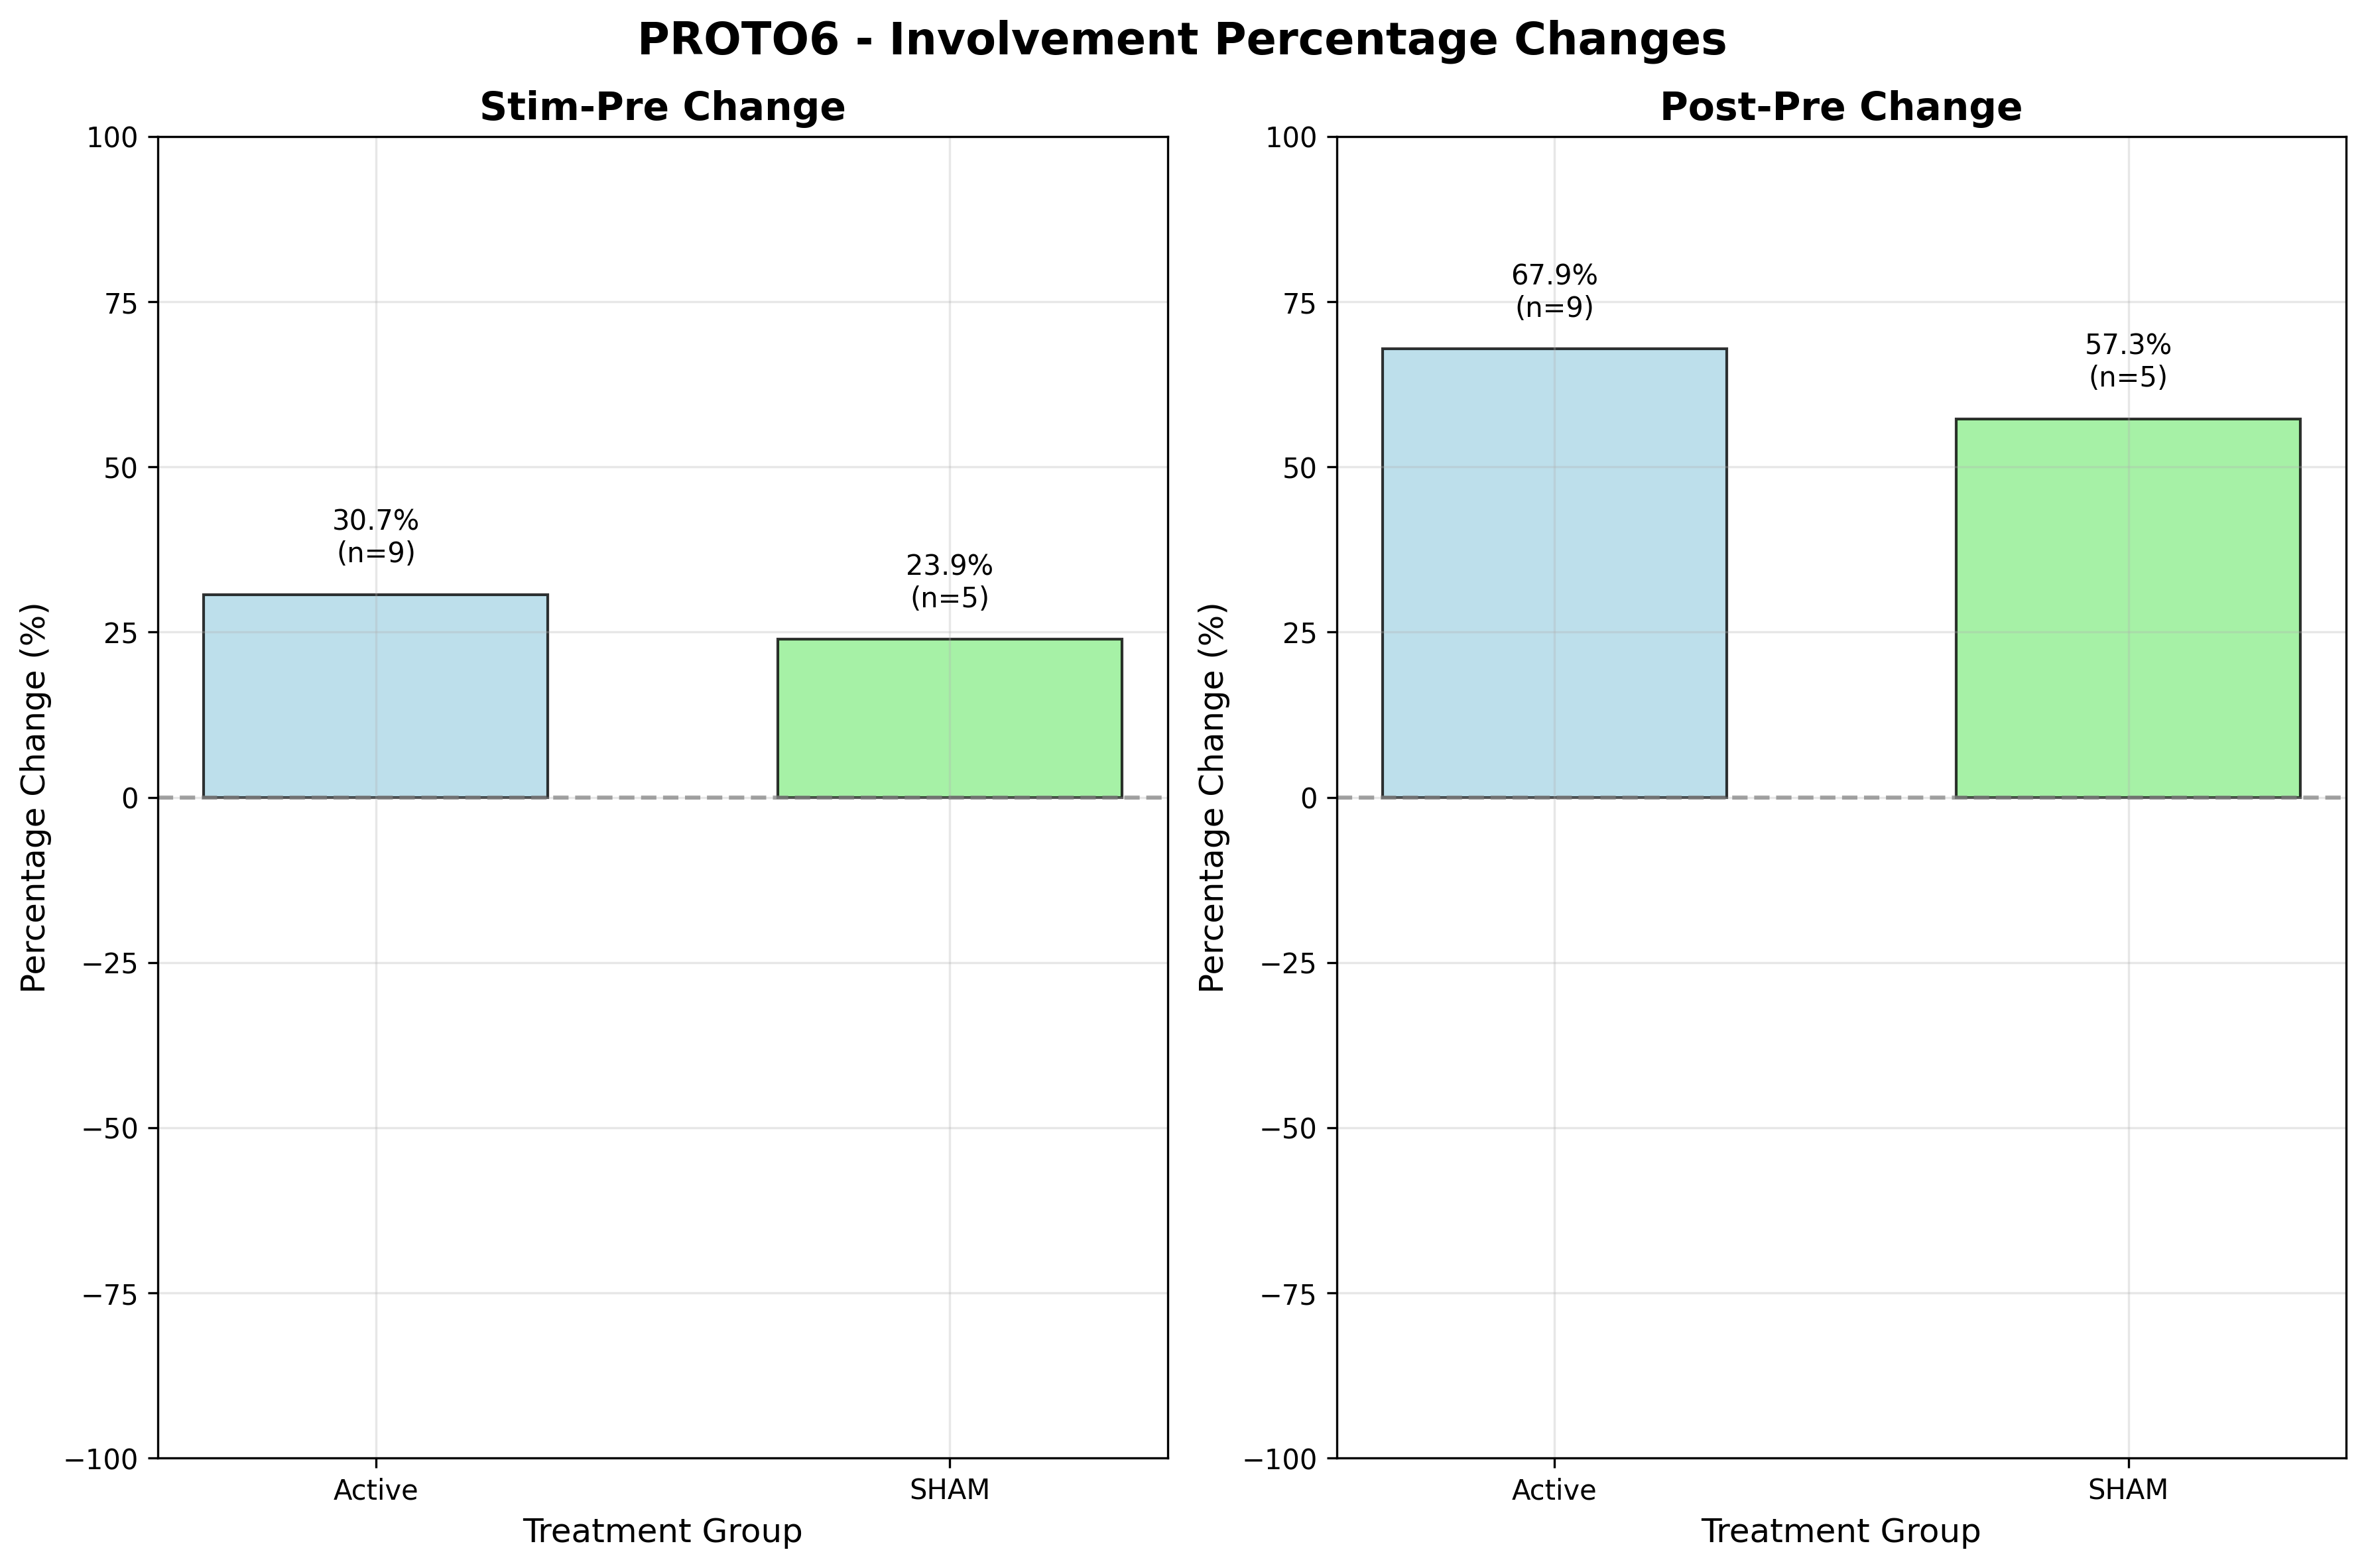 PROTO6 - Involvement Percentage Changes
Stim-Pre Change
Percentage Change (%)
100
75
50
25
0
−25
−50
−75
−100
30.7%
(n=9)
23.9%
(n=5)
Active
SHAM
Treatment Group
Post-Pre Change
Percentage Change (%)
100
75
50
25
0
−25
−50
−75
−100
67.9%
(n=9)
57.3%
(n=5)
Active
SHAM
Treatment Group